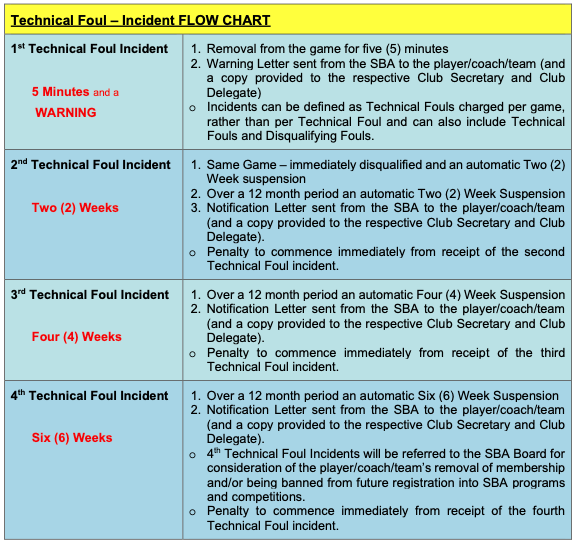 Technical Foul – Incident FLOW CHART
1st Technical Foul Incident
5 Minutes and a
WARNING
1. Removal from the game for five (5) minutes
2. Warning Letter sent from the SBA to the player/coach/team (and
a copy provided to the respective Club Secretary and Club
Delegate)
o Incidents can be defined as Technical Fouls charged per game,
rather than per Technical Foul and can also include Technical
Fouls and Disqualifying Fouls.
2nd Technical Foul Incident
Two (2) Weeks
1. Same Game – immediately disqualified and an automatic Two (2)
Week suspension
2. Over a 12 month period an automatic Two (2) Week Suspension
3. Notification Letter sent from the SBA to the player/coach/team
(and a copy provided to the respective Club Secretary and Club
Delegate).
o Penalty to commence immediately from receipt of the second
Technical Foul incident.
3rd Technical Foul Incident
Four (4) Weeks
1. Over a 12 month period an automatic Four (4) Week Suspension
2. Notification Letter sent from the SBA to the player/coach/team
(and a copy provided to the respective Club Secretary and Club
Delegate).
o Penalty to commence immediately from receipt of the third
Technical Foul incident.
4th Technical Foul Incident
Six (6) Weeks
1. Over a 12 month period an automatic Six (6) Week Suspension
2. Notification Letter sent from the SBA to the player/coach/team
(and a copy provided to the respective Club Secretary and Club
Delegate).
o 4th Technical Foul Incidents will be referred to the SBA Board for
consideration of the player/coach/team's removal of membership
and/or being banned from future registration into SBA programs
and competitions.
o Penalty to commence immediately from receipt of the fourth
Technical Foul incident.